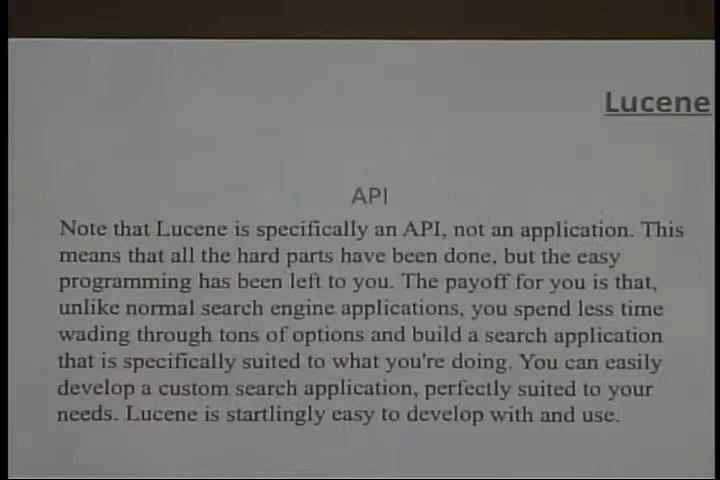 Lucene
API
Note that Lucene is specifically an API, not an application. This
means that all the hard parts have been done, but the easy
programming has been left to you. The payoff for you is that,
unlike normal search engine applications, you spend less time
wading through tons of options and build a search application
that is specifically suited to what you're doing. You can easily
develop a custom search application, perfectly suited to your
needs. Lucene is startlingly easy to develop with and use.